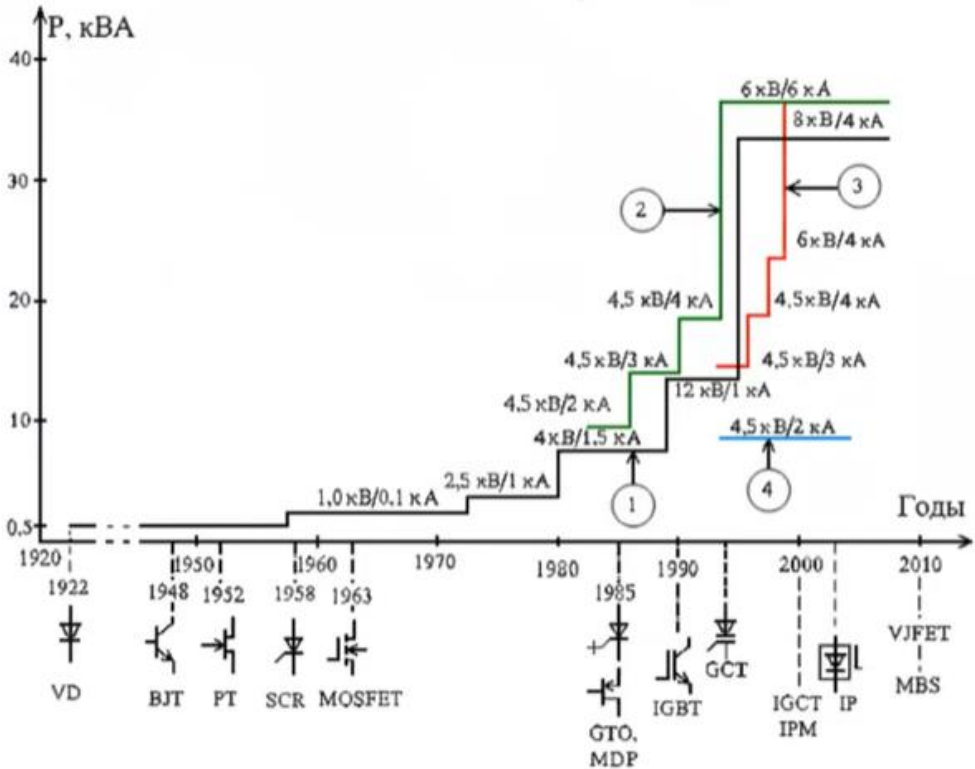 P, кВА
40
6 кВ/6 кА
8 кВ/4 кА
30
3
2
6 кВ/4 кА
20
4,5 кВ/4 кА
4,5 кВ/4 кА
4,5 кВ/3 кА
4,5 кВ/3 кА
12 кВ/1 кА
4,5 кВ/2 кА
10
4,5 кВ/2 кА
4 кВ/1,5 кА
2,5 кВ/1 кА
1,0 кВ/0,1 кА
1
4
Годы
0,5
1920
1950
1960
1970
1980
1990
2000
2010
1922
1948
1952
1958
1963
1985
VD
BJT
PT
SCR
MOSFET
GTO,
MDP
IGBT
GCT
IGCT
IPM
IP
VJFET
MBS